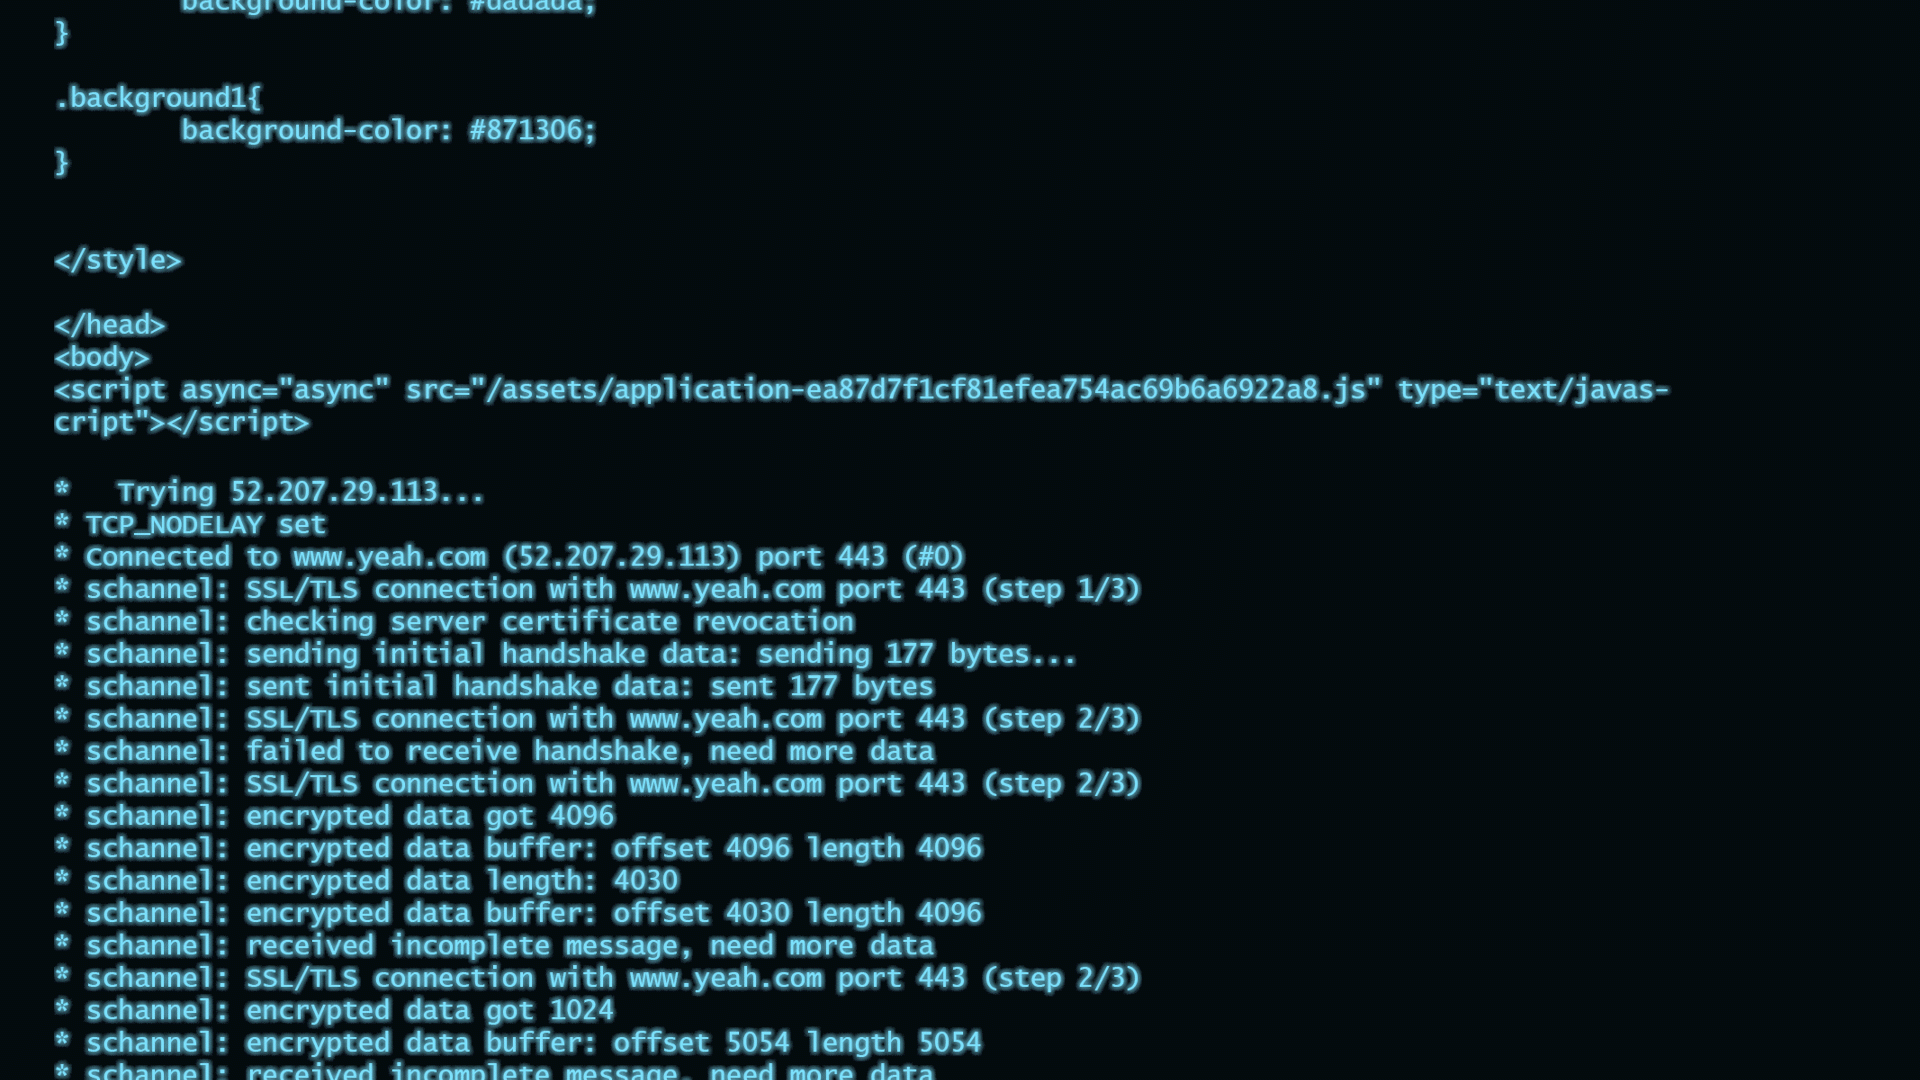 background-color: #dadada;
}
.background1{
background-color: #871306;
}
</style>
</head>
<body>
<script async="async" src="/assets/application-ea87d7f1cf81efea754ac69b6a6922a8.js" type="text/javas-
cript"></script>
*   Trying 52.207.29.113...
* TCP_NODELAY set
* Connected to www.yeah.com (52.207.29.113) port 443 (#0)
* schannel: SSL/TLS connection with www.yeah.com port 443 (step 1/3)
* schannel: checking server certificate revocation
* schannel: sending initial handshake data: sending 177 bytes...
* schannel: sent initial handshake data: sent 177 bytes
* schannel: SSL/TLS connection with www.yeah.com port 443 (step 2/3)
* schannel: failed to receive handshake, need more data
* schannel: SSL/TLS connection with www.yeah.com port 443 (step 2/3)
* schannel: encrypted data got 4096
* schannel: encrypted data buffer: offset 4096 length 4096
* schannel: encrypted data length: 4030
* schannel: encrypted data buffer: offset 4030 length 4096
* schannel: received incomplete message, need more data
* schannel: SSL/TLS connection with www.yeah.com port 443 (step 2/3)
* schannel: encrypted data got 1024
* schannel: encrypted data buffer: offset 5054 length 5054
* schannel: received incomplete message, need more data